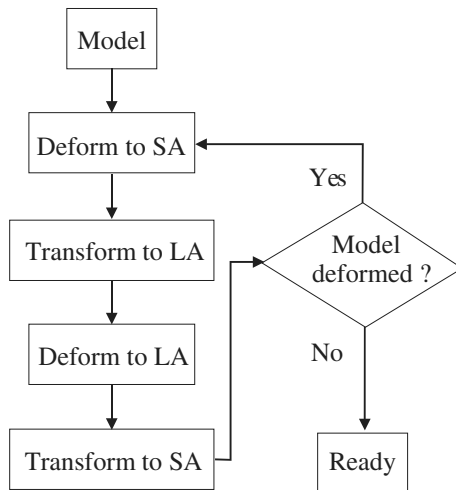 Model
Deform to SA
Yes
Transform to LA
Model
deformed ?
Deform to LA
No
Transform to SA
Ready